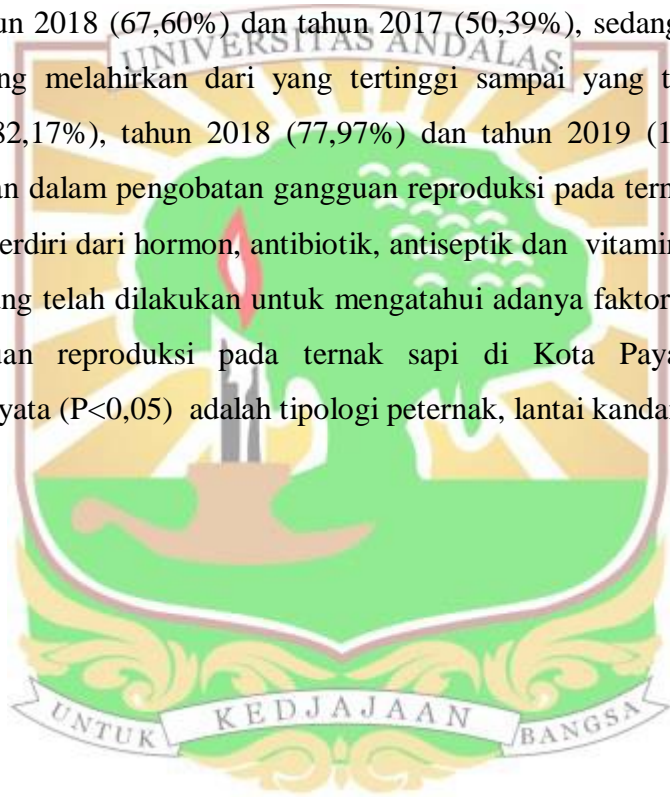 un 2018 (67,60%) dan tahun 2017 (50,39%), sedang
UNIVERSITAS ANDALAS
ng melahirkan dari yang tertinggi sampai yang t
82,17%), tahun 2018 (77,97%) dan tahun 2019 (1
an dalam pengobatan gangguan reproduksi pada tern
erdiri dari hormon, antibiotik, antiseptik dan vitamin
ang telah dilakukan untuk mengatahui adanya faktor
uan reproduksi pada ternak sapi di Kota Paya
yata (P<0,05) adalah tipologi peternak, lantai kanda
UNTUK KEDJAJAAN BANGSA